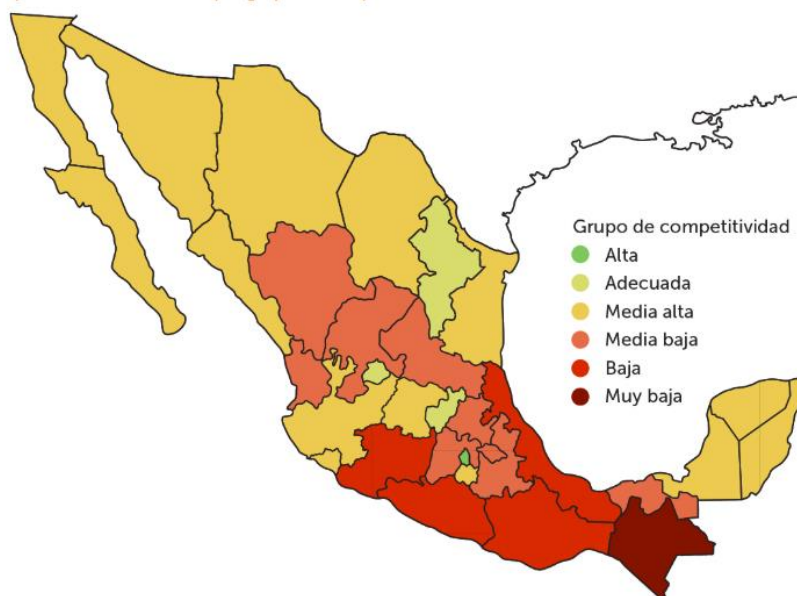 Grupo de competitividad
Alta
Adecuada
Media alta
Media baja
Baja
Muy baja